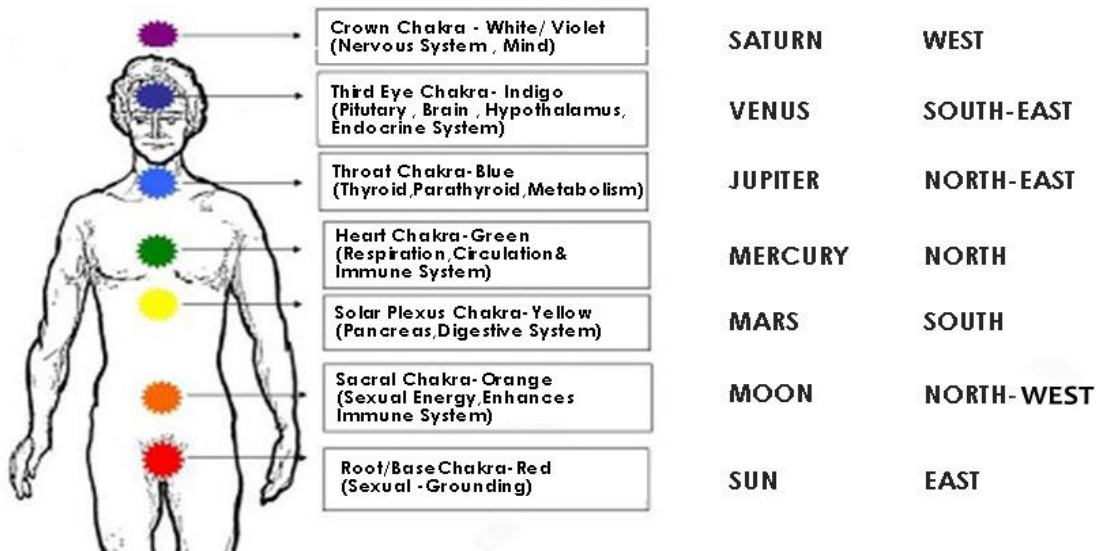 Crown Chakra - White/ Violet
(Nervous System , Mind)
SATURN WEST
Third Eye Chakra- Indigo
(Pitutary , Brain , Hypothalamus,
Endocrine System)
VENUS SOUTH-EAST
Throat Chakra-Blue
(Thyroid,Parathyroid,Metabolism)
JUPITER NORTH-EAST
Heart Chakra-Green
(Respiration,Circulation&
Immune System)
MERCURY NORTH
Solar Plexus Chakra-Yellow
(Pancreas,Digestive System)
MARS SOUTH
Sacral Chakra-Orange
(Sexual Energy,Enhances
Immune System)
MOON NORTH-WEST
Root/Base Chakra-Red
(Sexual -Grounding)
SUN EAST